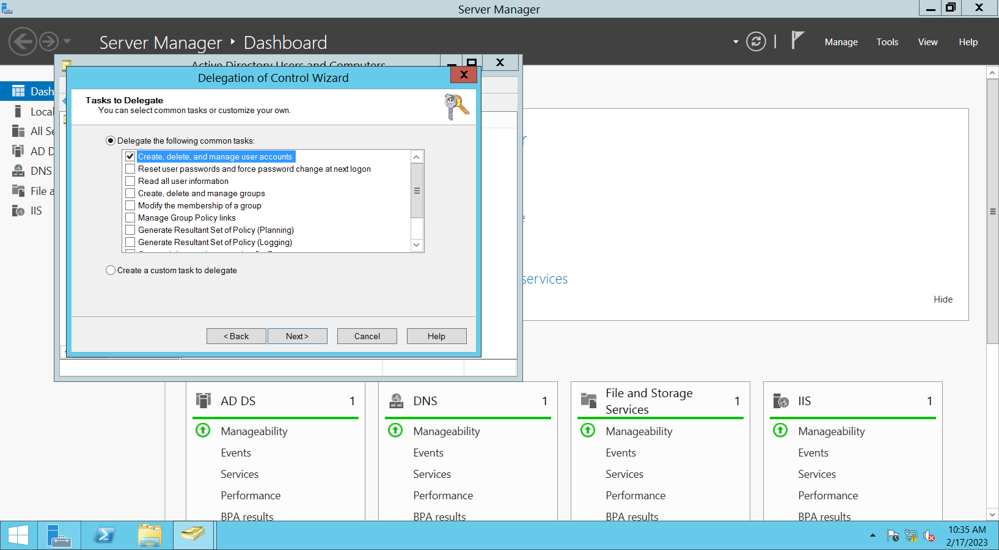 Server Manager
Server Manager
Dashboard
Manage
Tools
View
Help
Active Directory Users and Computers
Delegation of Control Wizard
Dash
Local
All Se
AD D
DNS
File a
IIS
Tasks to Delegate
You can select common tasks or customize your own.
Delegate the following common tasks:
Create, delete, and manage user accounts
Reset user passwords and force password change at next logon
Read all user information
Create, delete and manage groups
Modify the membership of a group
Manage Group Policy links
Generate Resultant Set of Policy (Planning)
Generate Resultant Set of Policy (Logging)
Create a custom task to delegate
< Back
Next >
Cancel
Help
services
Hide
AD DS
1
Manageability
Events
Services
Performance
BPA results
DNS
1
Manageability
Events
Services
Performance
BPA results
File and Storage
Services
1
Manageability
Events
Services
Performance
BPA results
IIS
1
Manageability
Events
Services
Performance
BPA results
10:35 AM
2/17/2023